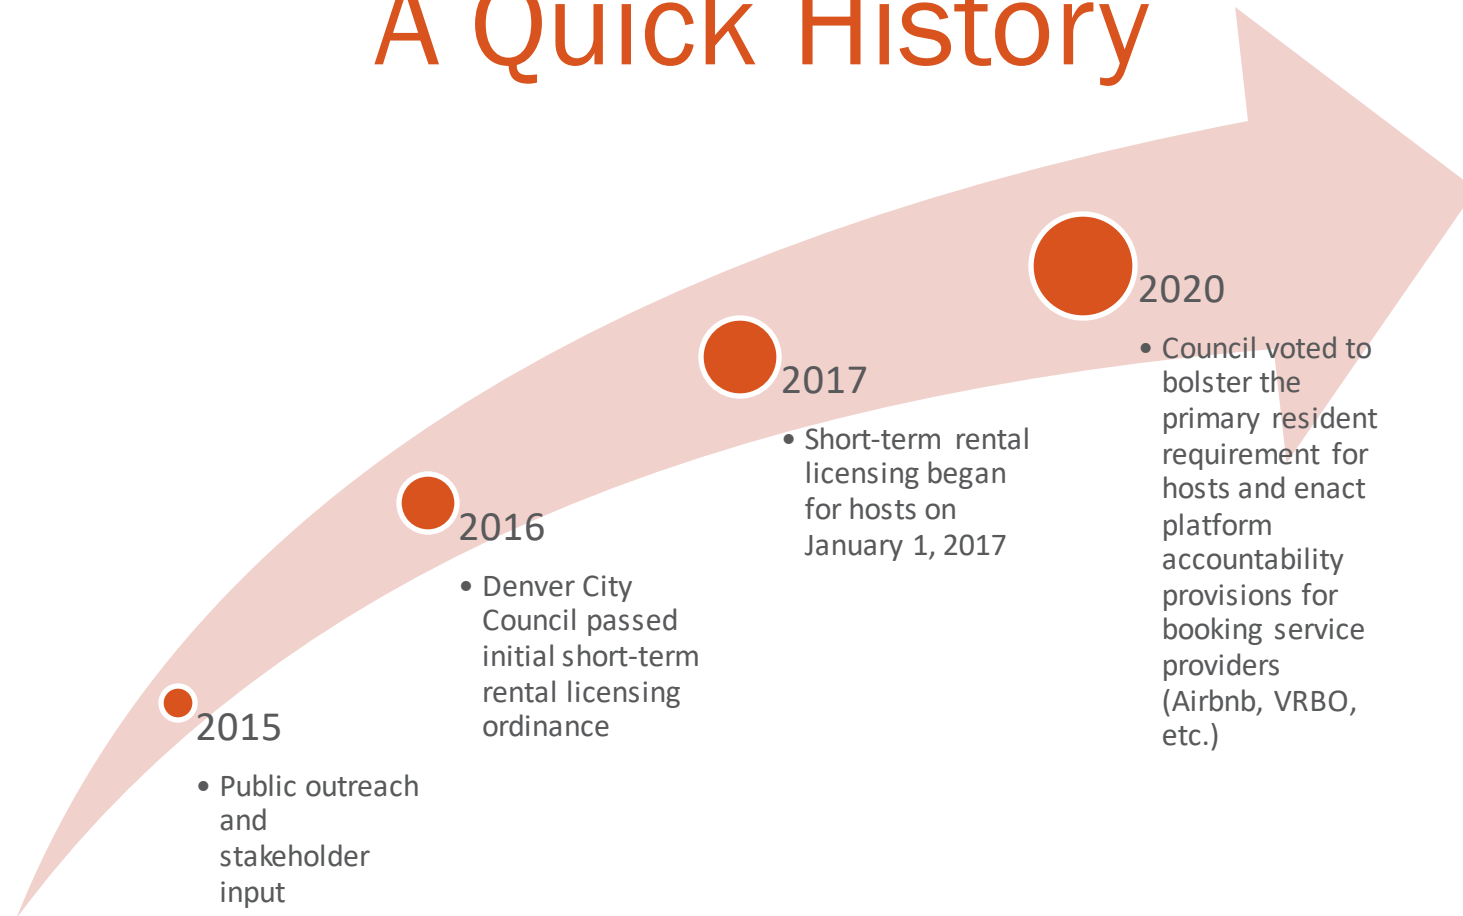 A Quick History
2015
• Public outreach
and
stakeholder
input
2016
• Denver City
Council passed
initial short-term
rental licensing
ordinance
2017
• Short-term rental
licensing began
for hosts on
January 1, 2017
2020
• Council voted to
bolster the
primary resident
requirement for
hosts and enact
platform
accountability
provisions for
booking service
providers
(Airbnb, VRBO,
etc.)